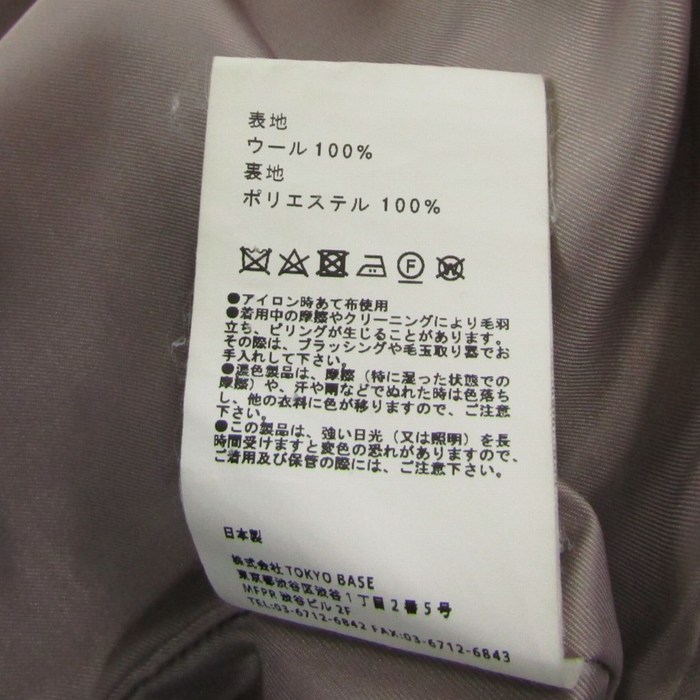 表地
ウール 100%
裏地
ポリエステル 100%
●アイロン時あて布使用
●着用中の摩擦やクリーニングにより毛羽
立ち、ピリングが生じることがあります。
その際は、ブラッシングや毛玉取り器でお
手入れして下さい。
●濃色製品は、摩擦（特に湿った状態での
摩擦）や、汗や雨などでぬれた時は色落ち
し、他の衣料に色が移りますので、ご注意
下さい。
●この製品は、強い日光（又は照明）を長
時間受けますと変色の恐れがありますので、
ご着用及び保管の際には、ご注意下さい。
日本製
株式会社 TOKYO BASE
東京都渋谷区渋谷1丁目2番5号
MFPR 渋谷ビル 2F
TEL:03-6712-6842 FAX:03-6712-6843